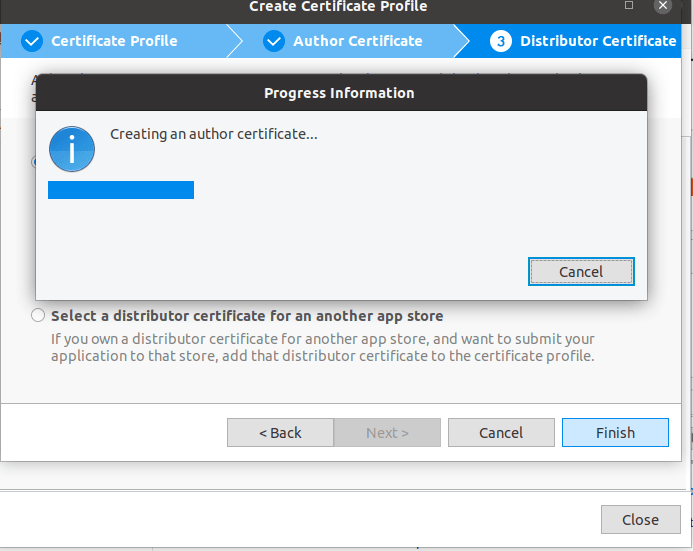 Create Certificate Profile
Certificate Profile
Author Certificate
3 Distributor Certificate
Progress Information
Creating an author certificate...
Cancel
Select a distributor certificate for an another app store
If you own a distributor certificate for another app store, and want to submit your
application to that store, add that distributor certificate to the certificate profile.
< Back
Next >
Cancel
Finish
Close